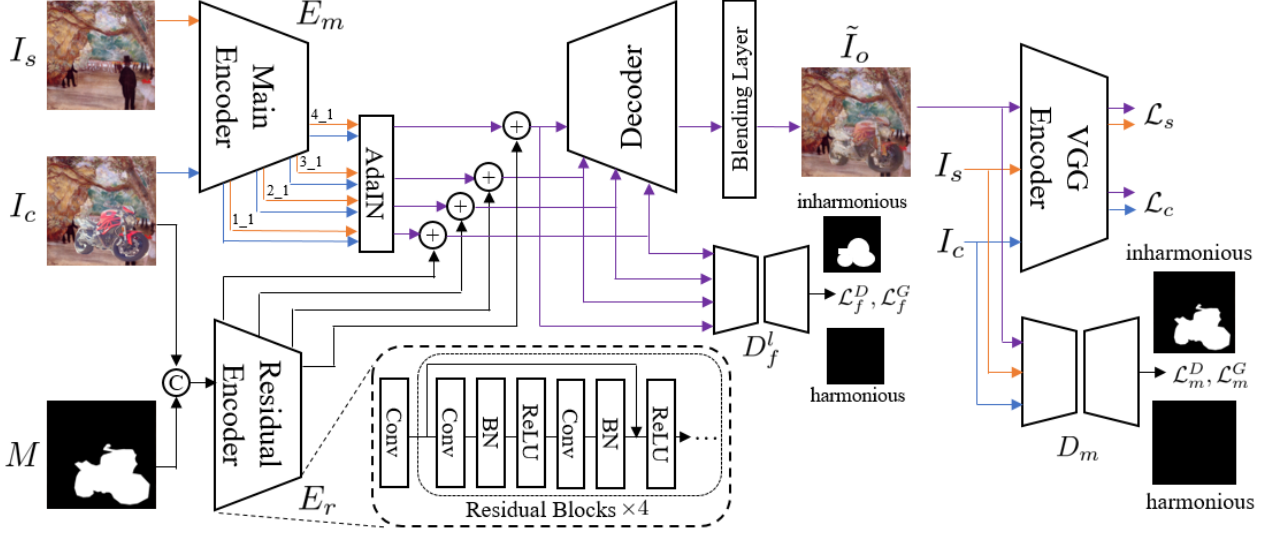 I_s
E_m
Main
Encoder
4_1
3_1
2_1
1_1
AdaIN
I_c
M
C
Residual
Encoder
E_r
+
+
+
+
Decoder
Blending Layer
Ĩ_o
inharmonious
D_f^l
ℒ_f^D, ℒ_f^G
harmonious
Conv
Conv
BN
ReLU
Conv
BN
ReLU
...
Residual Blocks ×4
I_s
I_c
VGG
Encoder
ℒ_s
ℒ_c
inharmonious
D_m
ℒ_m^D, ℒ_m^G
harmonious